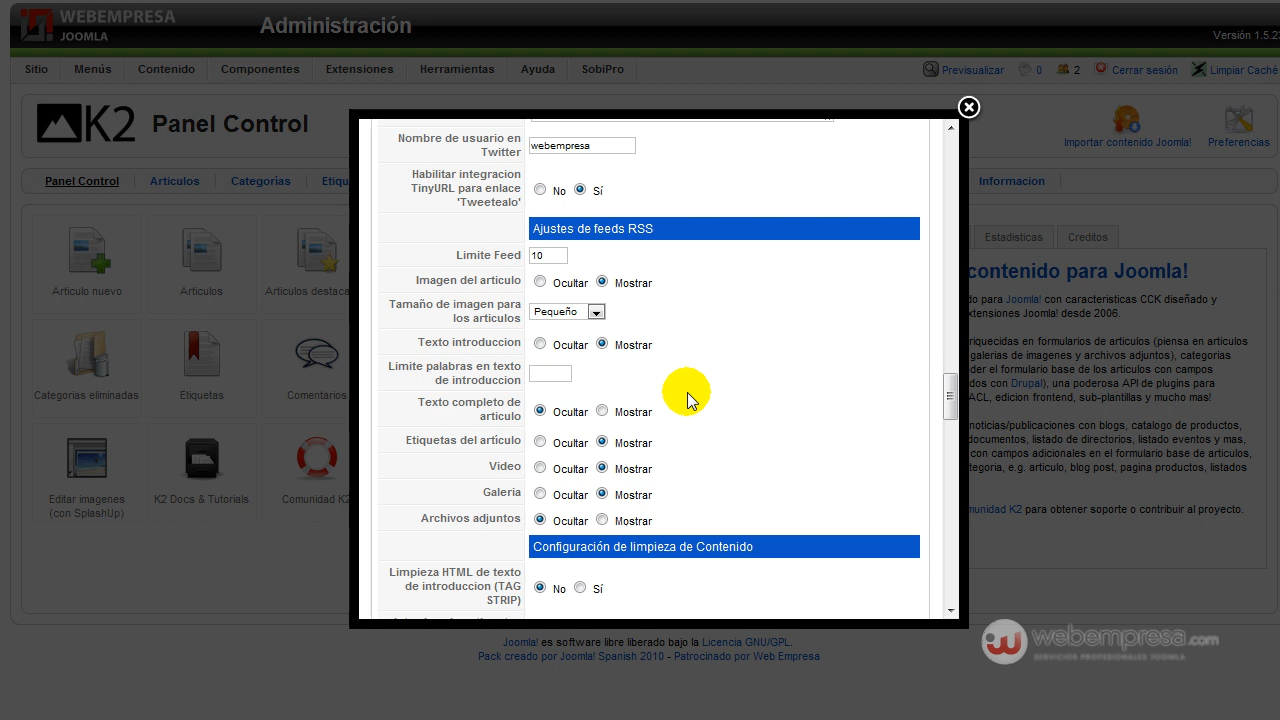 WEBEMPRESA
JOOMLA
Administración
Versión 1.5.2
Sitio
Menús
Contenido
Componentes
Extensiones
Herramientas
Ayuda
SobiPro
Previsualizar
0
2
Cerrar sesión
Limpiar Caché
K2
Panel Control
Importar contenido Joomla!
Preferencias
Panel Control
Articulos
Categorias
Etiqu
Informacion
Articulo nuevo
Articulos
Articulos destaca
Categorias eliminadas
Etiquetas
Comentarios
Editar imagenes
(con SplashUp)
K2 Docs & Tutorials
Comunidad K2
Nombre de usuario en
Twitter
webempresa
Habilitar integracion
TinyURL para enlace
'Tweetealo'
No
Sí
Ajustes de feeds RSS
Limite Feed
10
Imagen del articulo
Ocultar
Mostrar
Tamaño de imagen para
los articulos
Pequeño
Texto introduccion
Ocultar
Mostrar
Limite palabras en texto
de introduccion
Texto completo de
articulo
Ocultar
Mostrar
Etiquetas del artículo
Ocultar
Mostrar
Video
Ocultar
Mostrar
Galeria
Ocultar
Mostrar
Archivos adjuntos
Ocultar
Mostrar
Configuración de limpieza de Contenido
Limpieza HTML de texto
de introduccion (TAG
STRIP)
No
Sí
Estadisticas
Creditos
contenido para Joomla!
do para Joomla! con caracteristicas CCK diseñado y
xtensiones Joomla! desde 2006.
riquecidas en formularios de articulos (piensa en articulos
galerias de imagenes y archivos adjuntos), categorias
der el formulario base de los articulos con campos
dos con Drupal), una poderosa API de plugins para
ACL, edicion frontend, sub-plantillas y mucho mas!
noticias/publicaciones con blogs, catalogo de productos,
documentos, listado de directorios, listado eventos y mas,
con campos adicionales en el formulario base de articulos.
tegoria, e.g. articulo, blog post, pagina productos, listados
munidad K2 para obtener soporte o contribuir al proyecto.
Joomla! es software libre liberado bajo la Licencia GNU/GPL.
Pack creado por Joomla! Spanish 2010 - Patrocinado por Web Empresa
webempresa.com
SERVICIOS PROFESIONALES JOOMLA